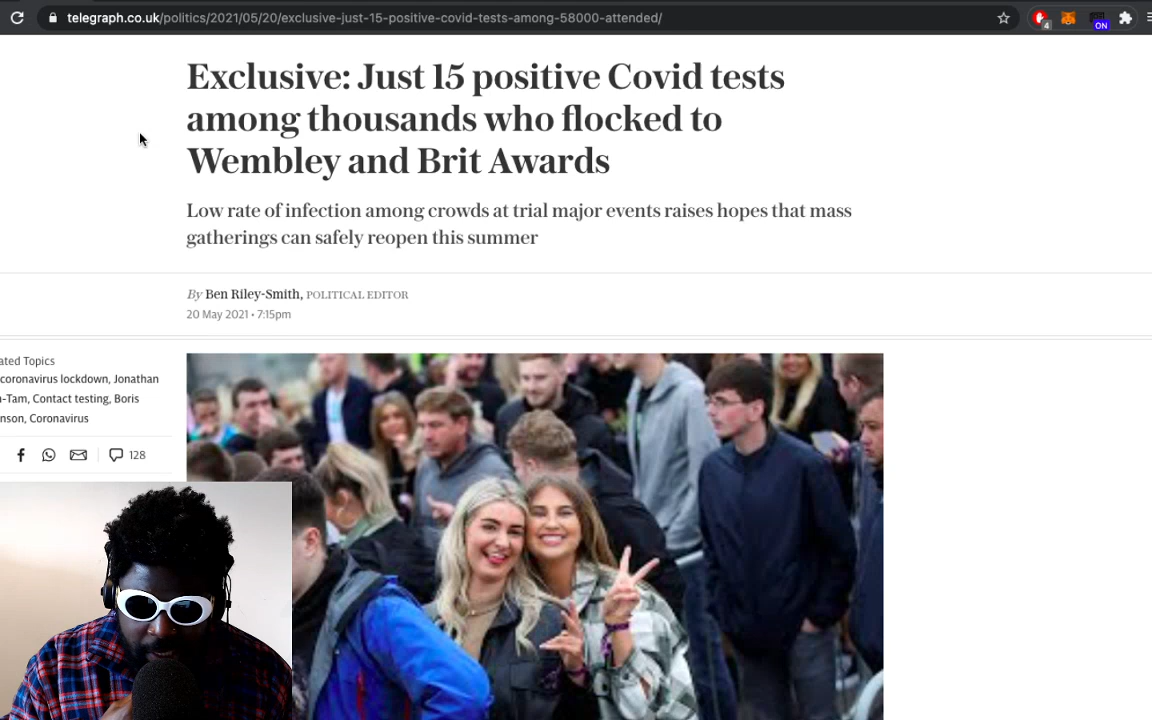 telegraph.co.uk/politics/2021/05/20/exclusive-just-15-positive-covid-tests-among-58000-attended/
4
ON
Exclusive: Just 15 positive Covid tests
among thousands who flocked to
Wembley and Brit Awards
Low rate of infection among crowds at trial major events raises hopes that mass
gatherings can safely reopen this summer
By Ben Riley-Smith, POLITICAL EDITOR
20 May 2021 • 7:15pm
ated Topics
coronavirus lockdown, Jonathan
n-Tam, Contact testing, Boris
nson, Coronavirus
128